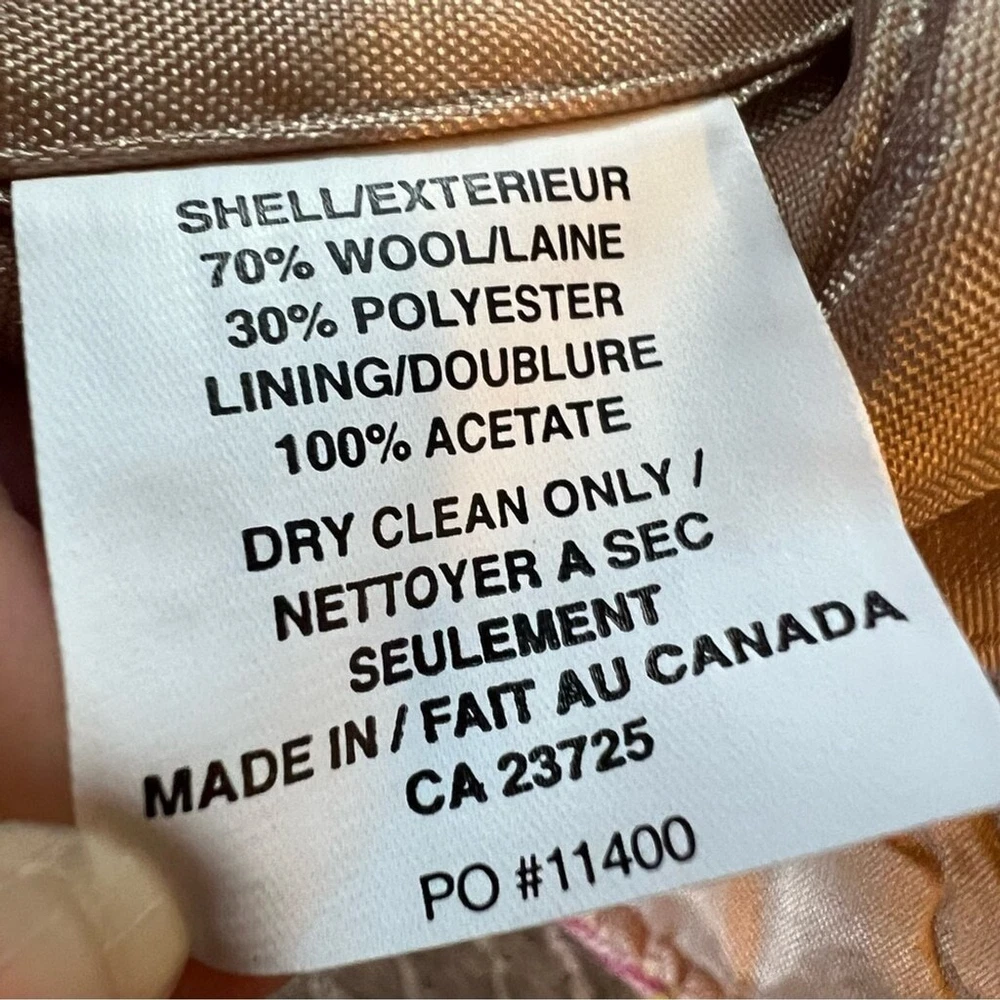 SHELL/EXTERIEUR
70% WOOL/LAINE
30% POLYESTER
LINING/DOUBLURE
100% ACETATE
DRY CLEAN ONLY /
NETTOYER A SEC
SEULEMENT
MADE IN / FAIT AU CANADA
CA 23725
PO #11400